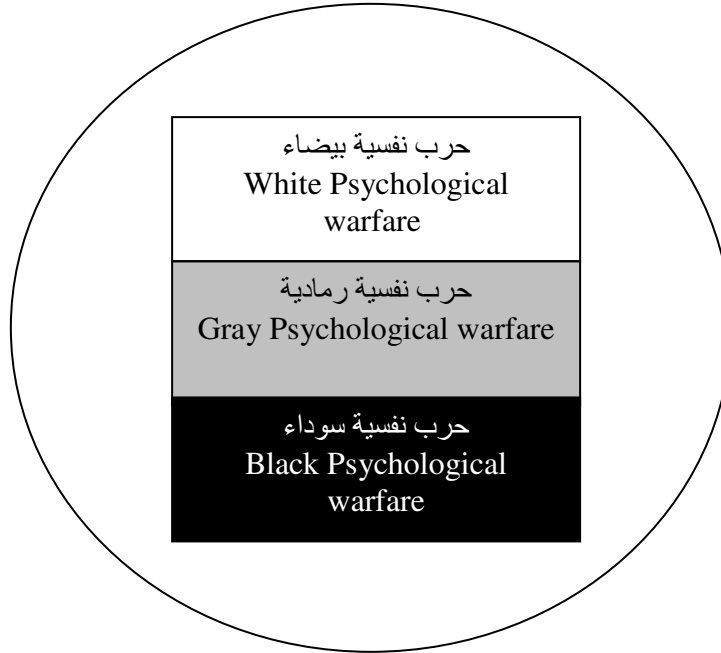 حرب نفسية بيضاء
White Psychological
warfare
حرب نفسية رمادية
Gray Psychological warfare
حرب نفسية سوداء
Black Psychological
warfare